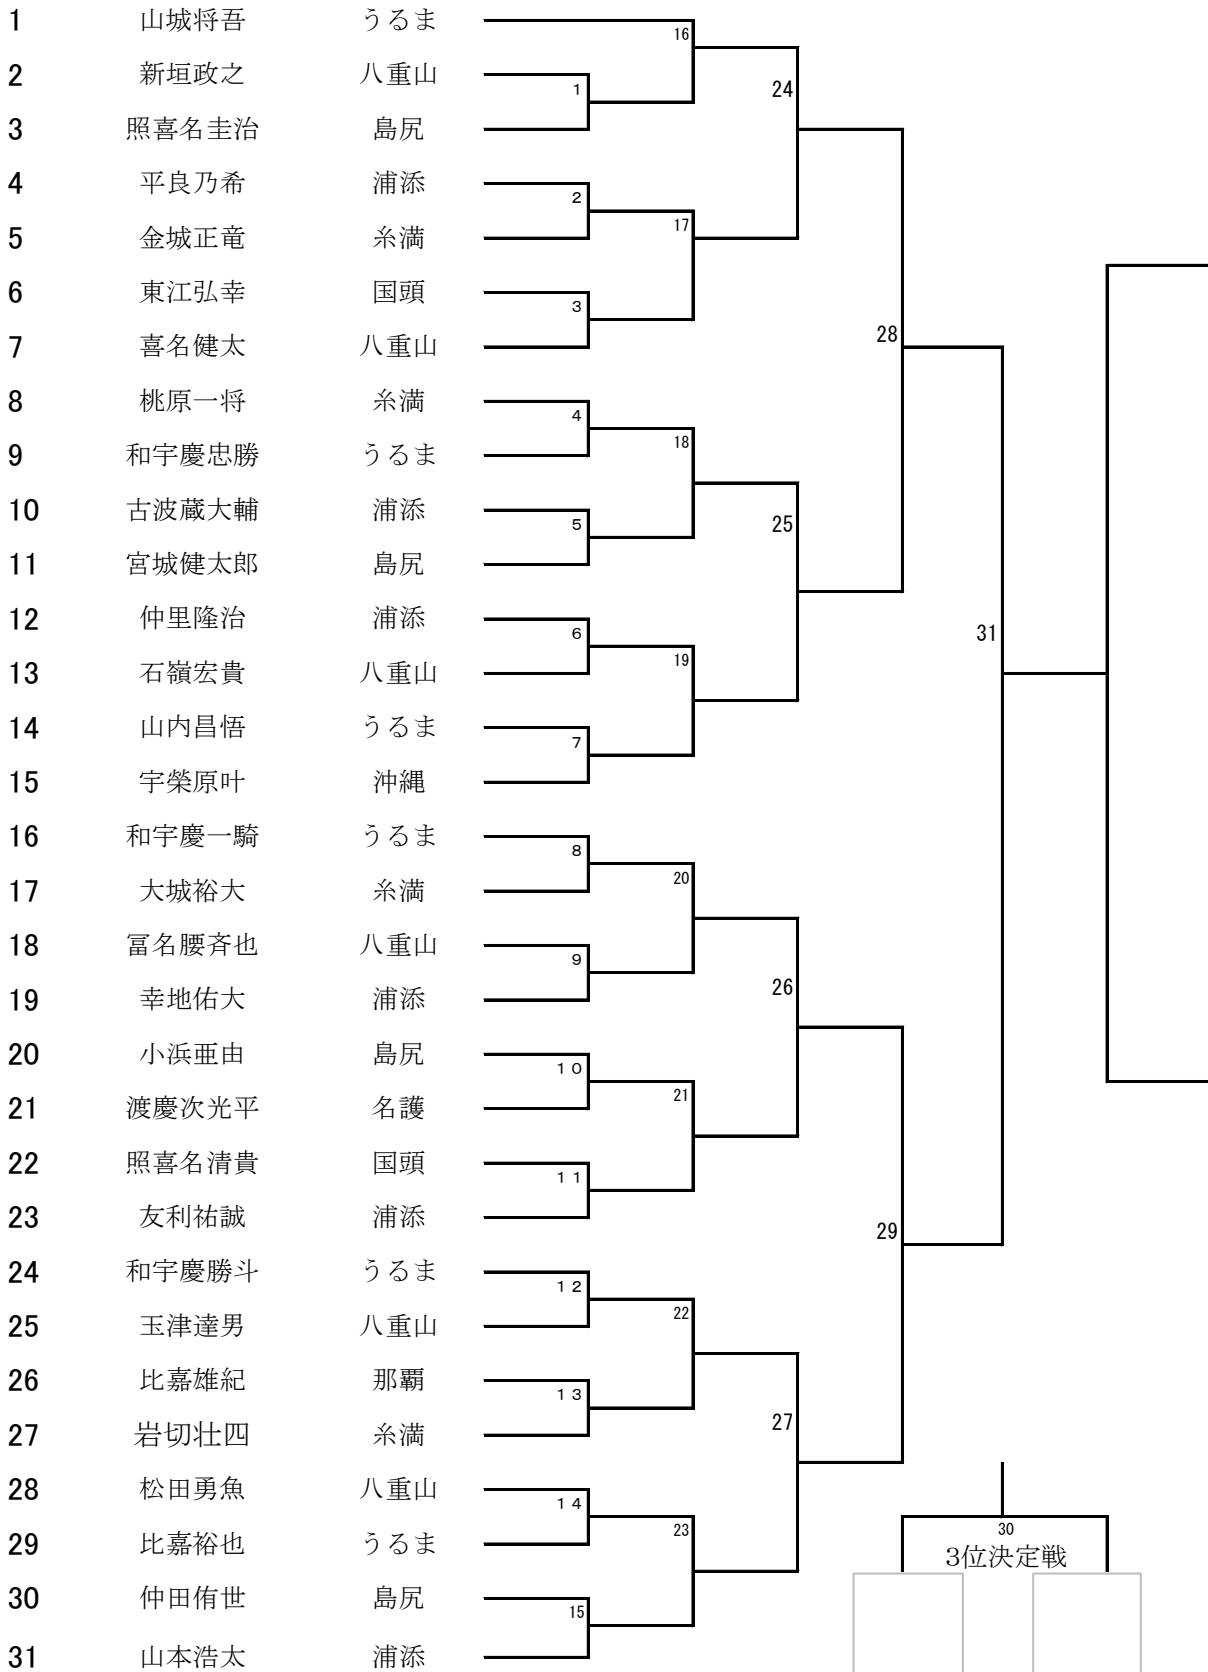 1 山城将吾 うるま
16
2 新垣政之 八重山
1
24
3 照喜名圭治 島尻
4 平良乃希 浦添
2
17
5 金城正竜 糸満
6 東江弘幸 国頭
3
28
7 喜名健太 八重山
8 桃原一将 糸満
4
18
9 和宇慶忠勝 うるま
10 古波蔵大輔 浦添
5
25
11 宮城健太郎 島尻
12 仲里隆治 浦添
6
31
19
13 石嶺宏貴 八重山
14 山内昌悟 うるま
7
15 宇榮原叶 沖縄
16 和宇慶一騎 うるま
8
20
17 大城裕大 糸満
18 冨名腰斉也 八重山
9
26
19 幸地佑大 浦添
20 小浜亜由 島尻
10
21
21 渡慶次光平 名護
22 照喜名清貴 国頭
11
23 友利祐誠 浦添
29
24 和宇慶勝斗 うるま
12
22
25 玉津達男 八重山
26 比嘉雄紀 那覇
13
27
27 岩切壮四 糸満
28 松田勇魚 八重山
14
23
30
29 比嘉裕也 うるま
3位決定戦
30 仲田侑世 島尻
15
31 山本浩太 浦添